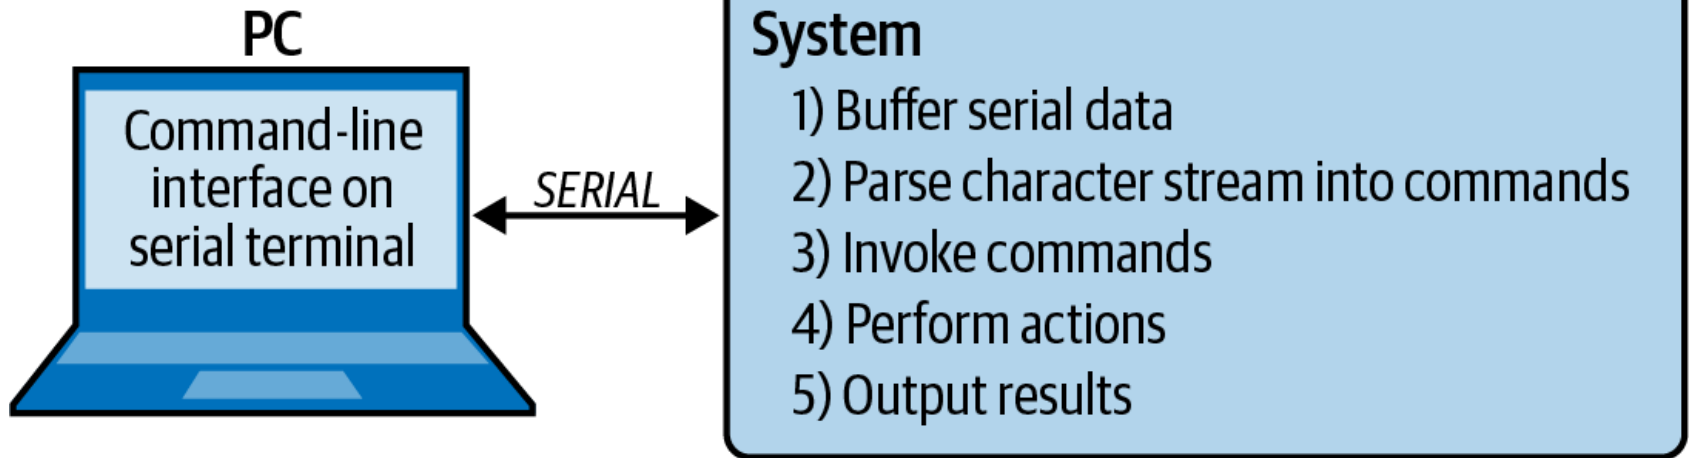 PC
Command-line
interface on
serial terminal
SERIAL
System
1) Buffer serial data
2) Parse character stream into commands
3) Invoke commands
4) Perform actions
5) Output results